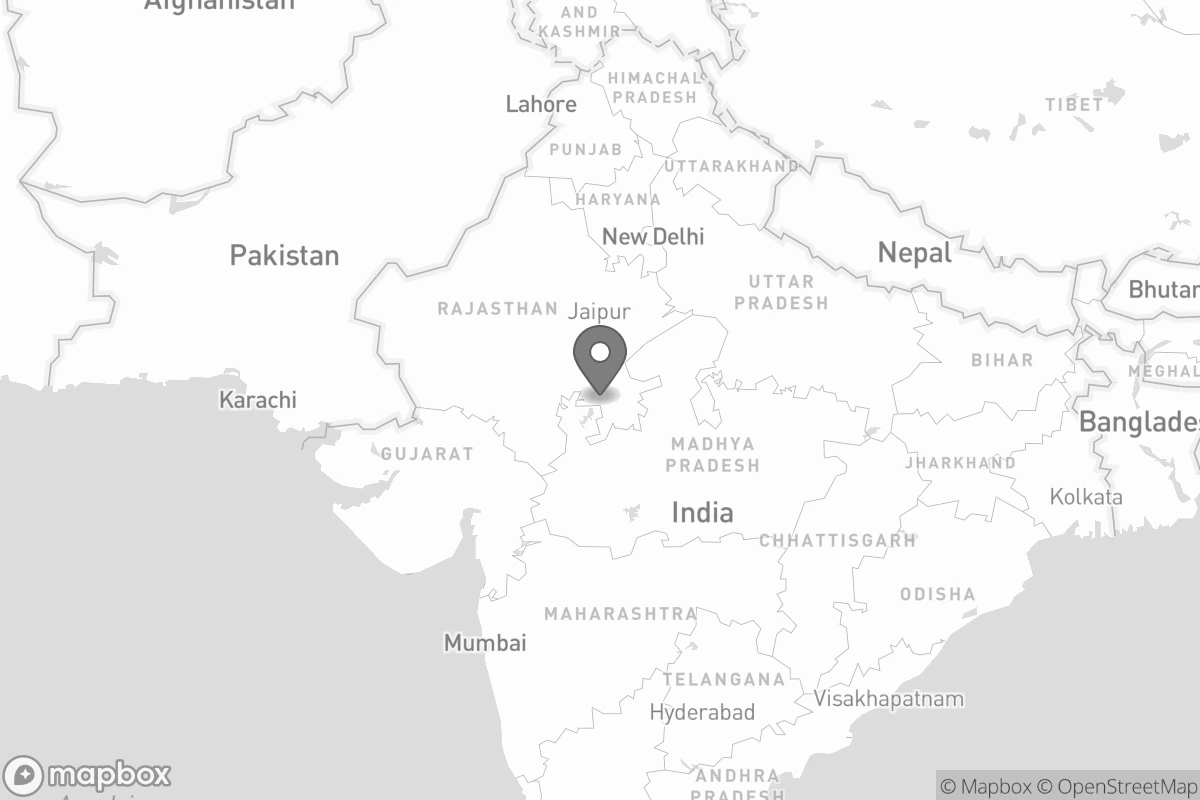 Afghanistan
AND
KASHMIR
HIMACHAL
PRADESH
Lahore
TIBET
PUNJAB
UTTARAKHAND
HARYANA
New Delhi
Pakistan
Nepal
UTTAR
PRADESH
Bhutan
RAJASTHAN
Jaipur
BIHAR
MEGHAL
Karachi
Banglades
MADHYA
PRADESH
GUJARAT
JHARKHAND
Kolkata
India
CHHATTISGARH
ODISHA
MAHARASHTRA
Mumbai
TELANGANA
Visakhapatnam
Hyderabad
ANDHRA
PRADESH
mapbox
© Mapbox © OpenStreetMap